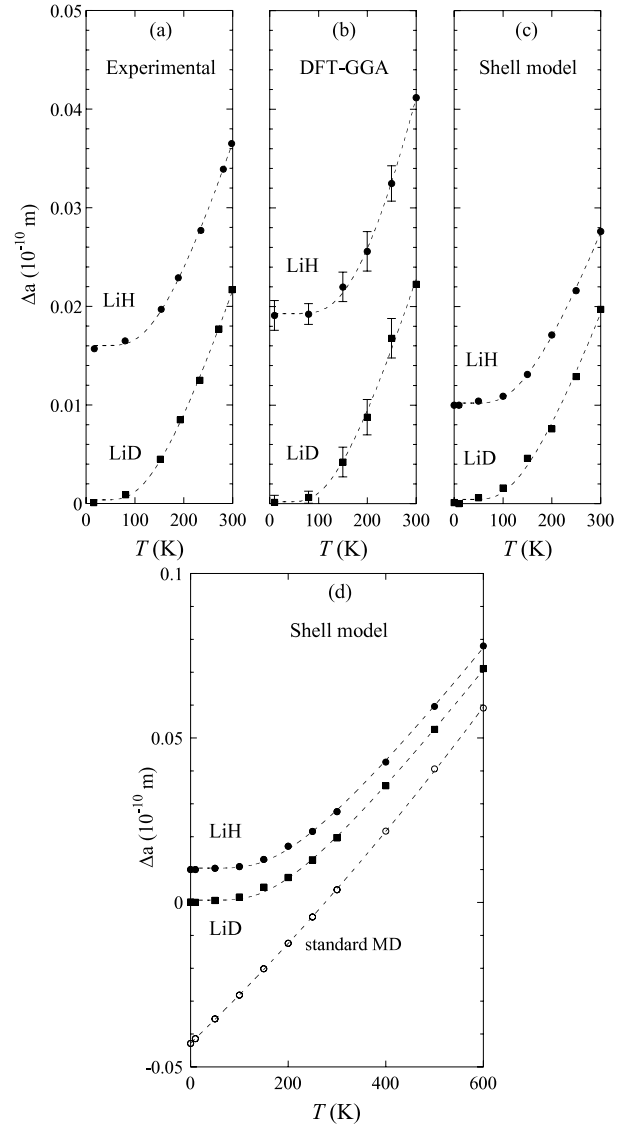 (a)
(b)
(c)
Experimental
DFT-GGA
Shell model
0.05
0.04
0.03
0.02
0.01
0
Δa (10⁻¹⁰ m)
LiH
LiD
LiH
LiD
LiH
LiD
0 100 200 300
0 100 200 300
0 100 200 300
T (K)
T (K)
T (K)
(d)
Shell model
0.1
0.05
0
-0.05
Δa (10⁻¹⁰ m)
LiH
LiD
standard MD
0 200 400 600
T (K)